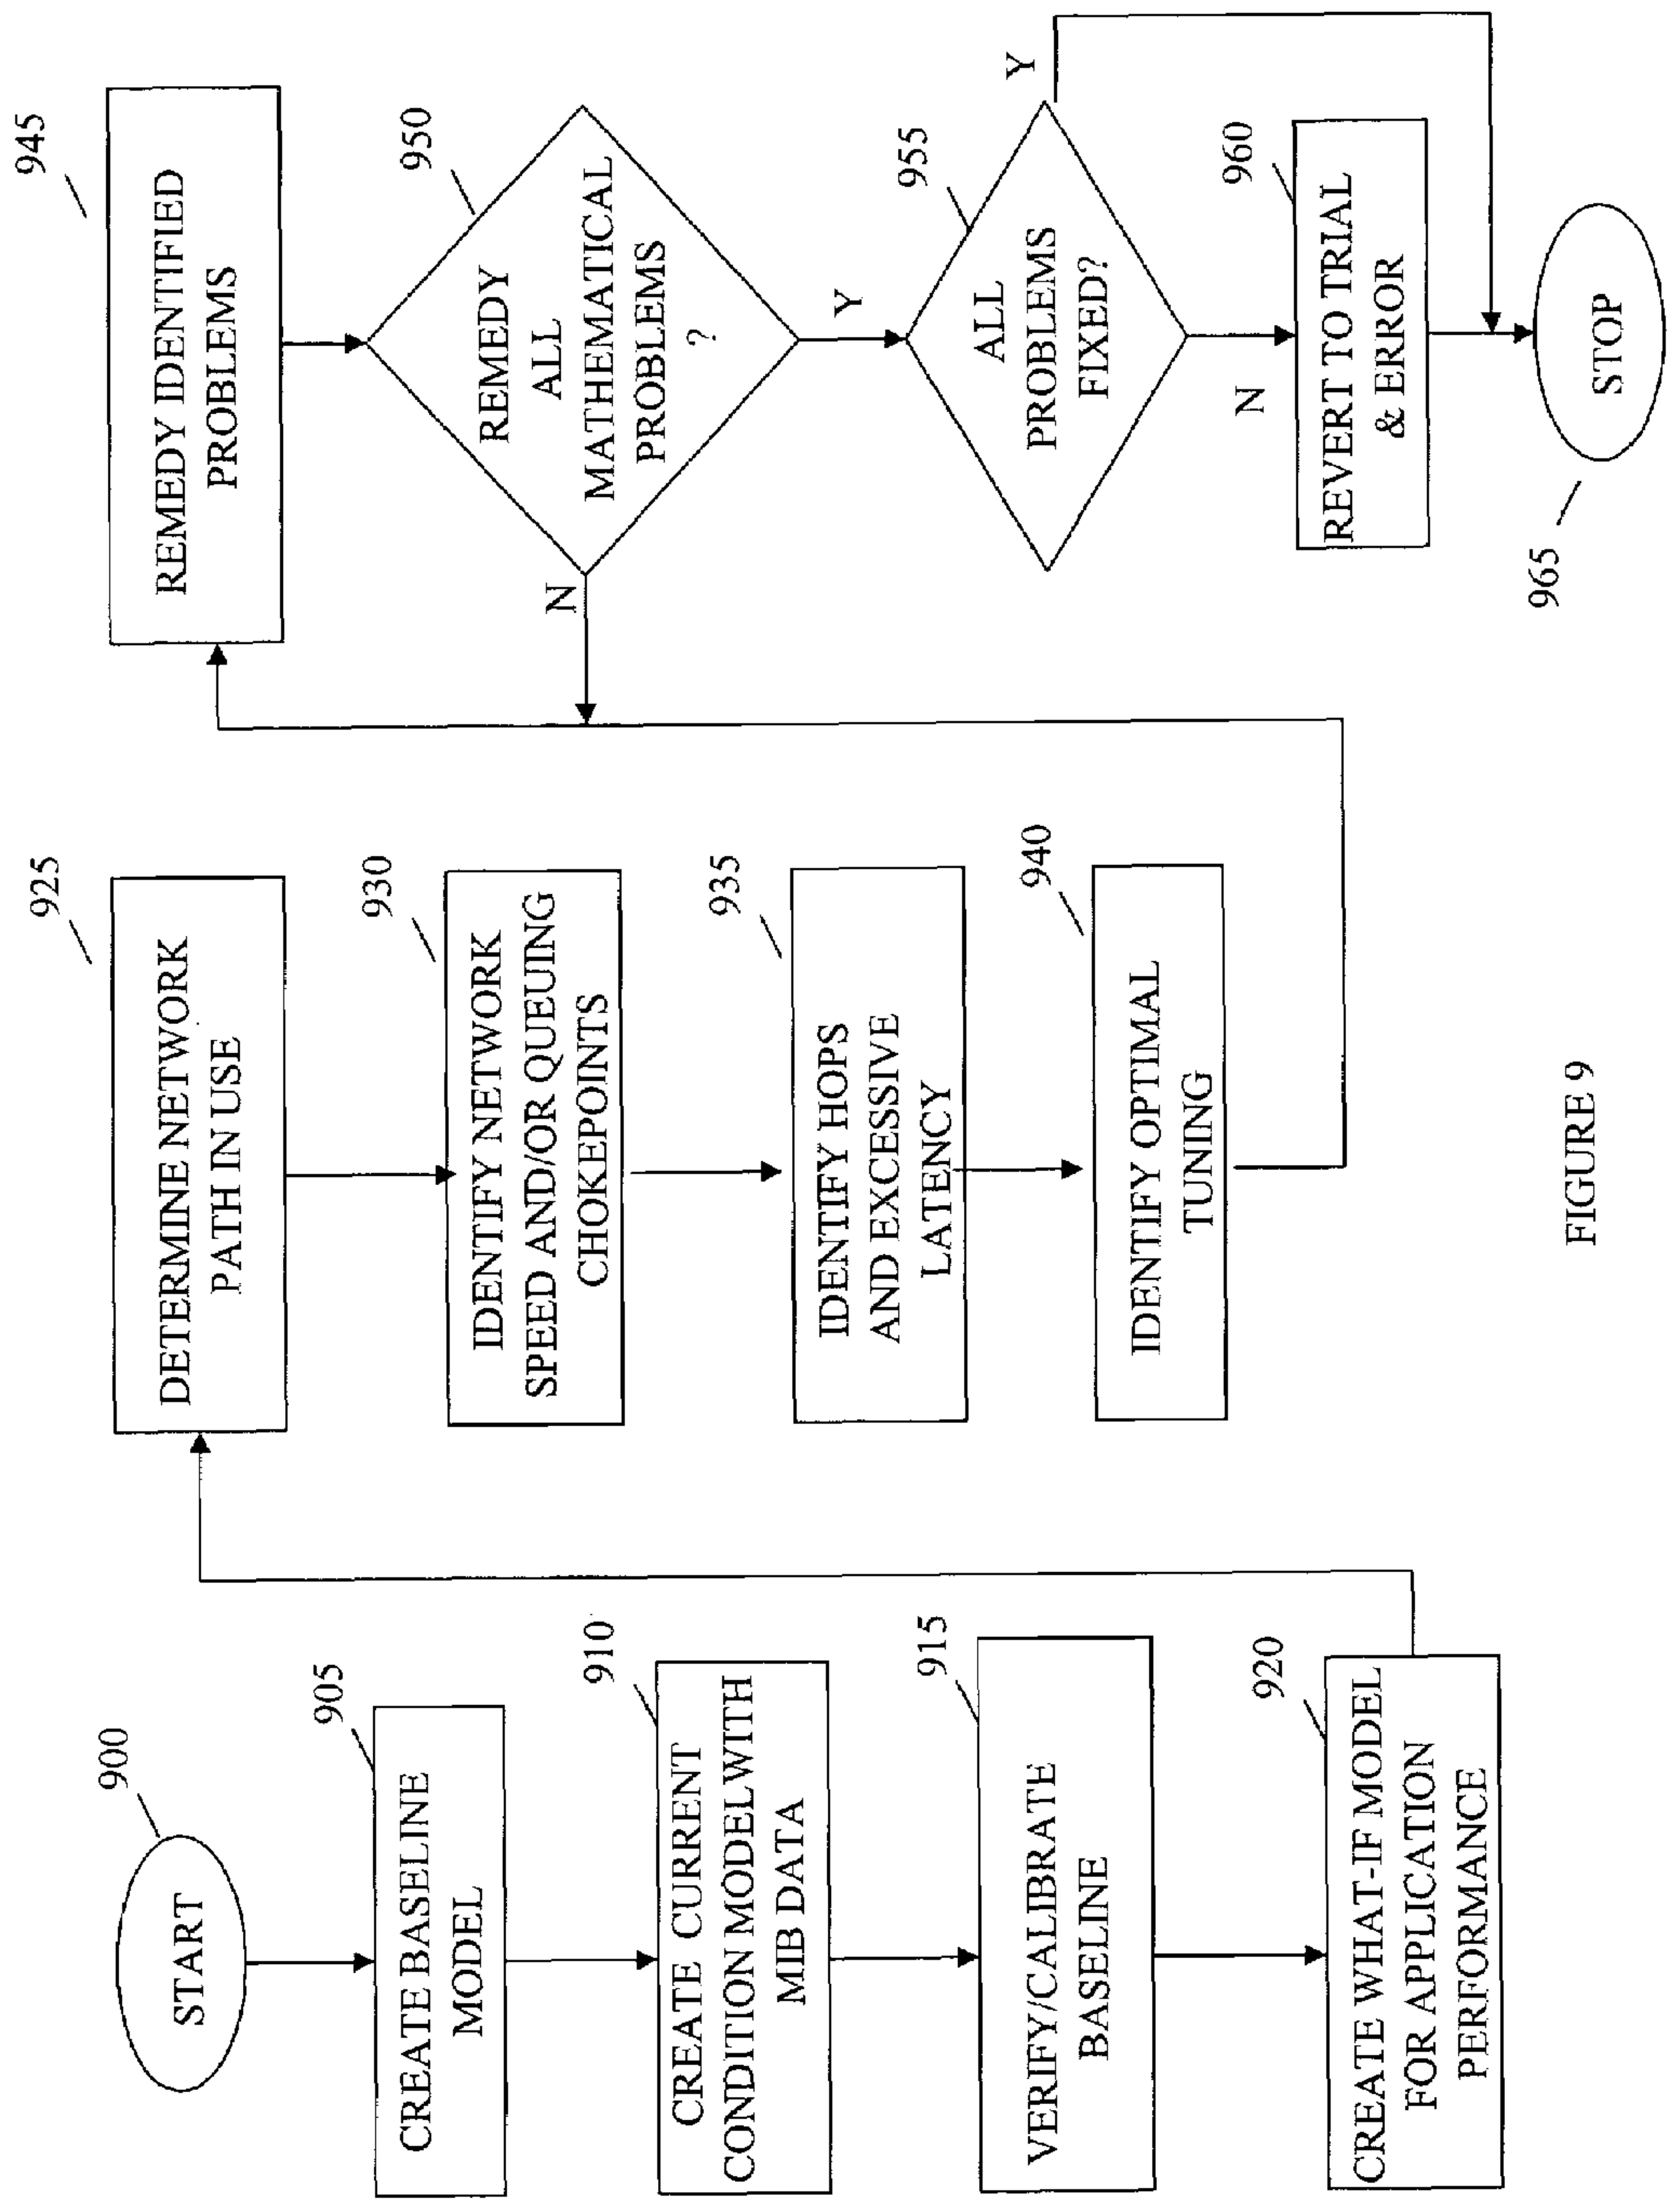 900
START
905
CREATE BASELINE
MODEL
910
CREATE CURRENT
CONDITION MODEL WITH
MIB DATA
915
VERIFY/CALIBRATE
BASELINE
920
CREATE WHAT-IF MODEL
FOR APPLICATION
PERFORMANCE
925
DETERMINE NETWORK
PATH IN USE
930
IDENTIFY NETWORK
SPEED AND/OR QUEUING
CHOKEPOINTS
935
IDENTIFY HOPS
AND EXCESSIVE
LATENCY
940
IDENTIFY OPTIMAL
TUNING
945
REMEDY IDENTIFIED
PROBLEMS
950
REMEDY
ALL
MATHEMATICAL
PROBLEMS
?
N
Y
955
ALL
PROBLEMS
FIXED?
Y
N
960
REVERT TO TRIAL
& ERROR
965
STOP
FIGURE 9